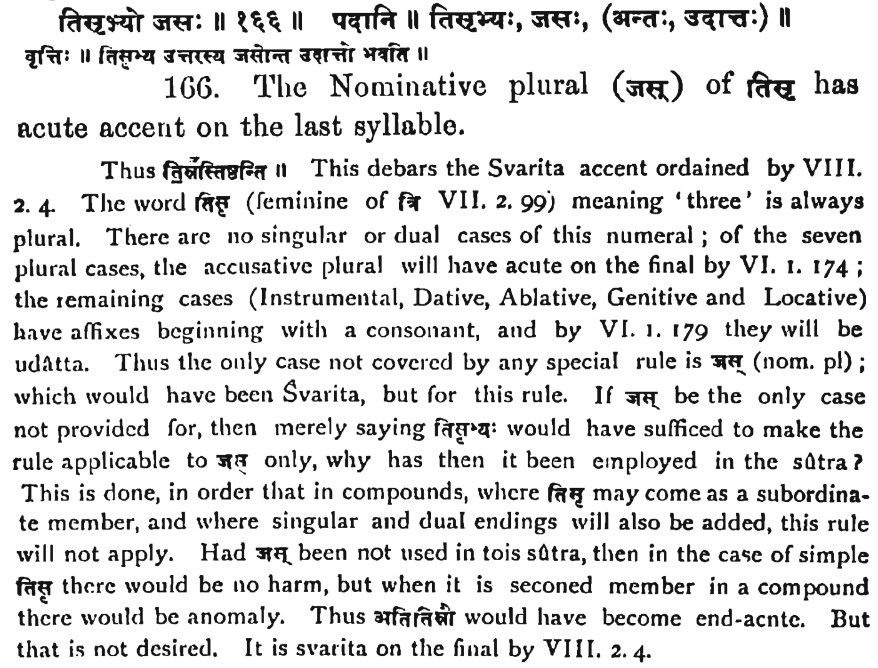 तिसृभ्यो जसः ॥ १६६ ॥ पदानि ॥ तिसृभ्यः, जसः, (अन्तः, उदात्तः) ॥
वृत्तिः ॥ तिसृभ्य उत्तरस्य जसोन्त उदात्तो भवति ॥
166. The Nominative plural (जस्) of तिसृ has
acute accent on the last syllable.
Thus ति॒स्रस्तिष्ठन्ति ॥ This debars the Svarita accent ordained by VIII.
2. 4. The word तिसृ (feminine of त्रि VII. 2. 99) meaning 'three' is always
plural. There are no singular or dual cases of this numeral ; of the seven
plural cases, the accusative plural will have acute on the final by VI. 1. 174 ;
the remaining cases (Instrumental, Dative, Ablative, Genitive and Locative)
have affixes beginning with a consonant, and by VI. 1. 179 they will be
udâtta. Thus the only case not covered by any special rule is जस् (nom. pl) ;
which would have been Svarita, but for this rule. If जस् be the only case
not provided for, then merely saying तिसृभ्यः would have sufficed to make the
rule applicable to जस् only, why has then it been employed in the sûtra?
This is done, in order that in compounds, where तिसृ may come as a subordina-
te member, and where singular and dual endings will also be added, this rule
will not apply. Had जस् been not used in tois sûtra, then in the case of simple
तिसृ there would be no harm, but when it is seconed member in a compound
there would be anomaly. Thus अतितिस्रौ would have become end-acnte. But
that is not desired. It is svarita on the final by VIII. 2. 4.